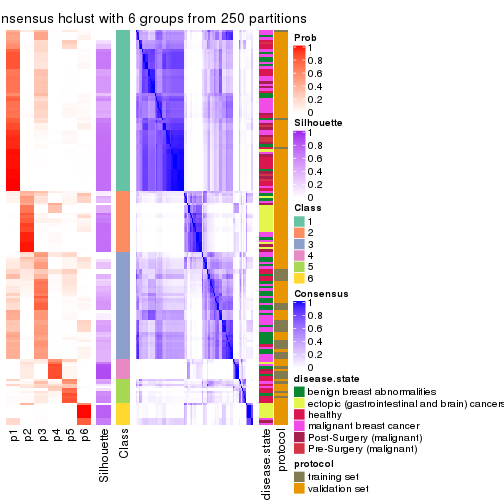 nsensus hclust with 6 groups from 250 partitions
Prob
1
0.8
0.6
0.4
0.2
0
Silhouette
1
0.8
0.6
0.4
0.2
0
Class
1
2
3
4
5
6
Consensus
1
0.8
0.6
0.4
0.2
0
disease.state
benign breast abnormalities
ectopic (gastrointestinal and brain) cancers
healthy
malignant breast cancer
Post-Surgery (malignant)
Pre-Surgery (malignant)
protocol
training set
validation set
p1
p2
p3
p4
p5
p6
Silhouette
Class
disease.state
protocol